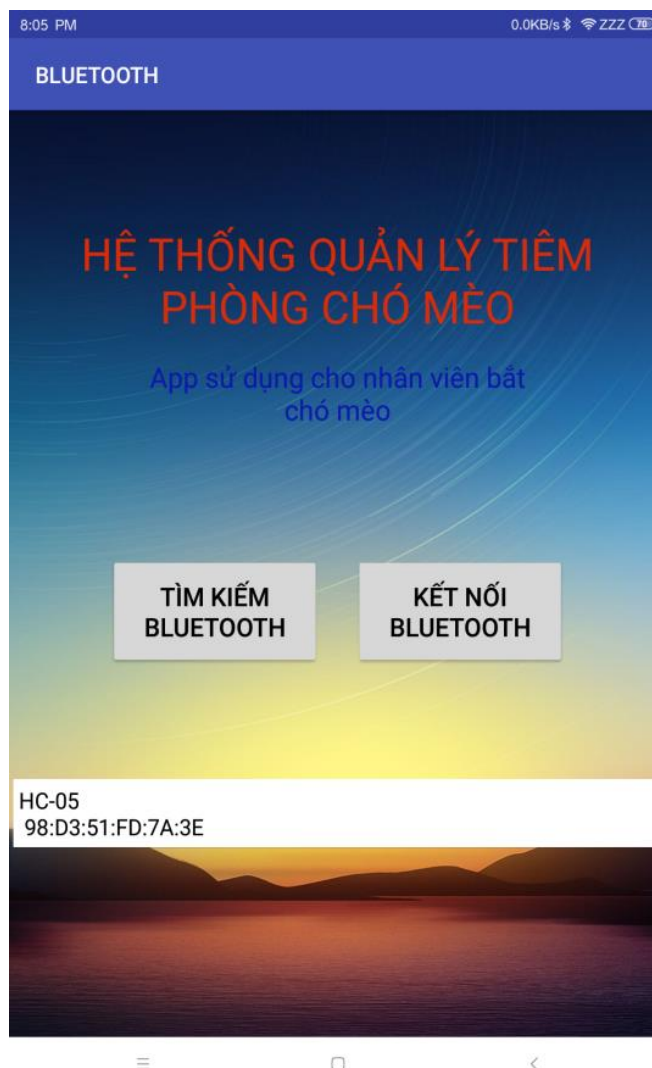 8:05 PM 0.0KB/s ZZZ 70
BLUETOOTH
HỆ THỐNG QUẢN LÝ TIÊM
PHÒNG CHÓ MÈO
App sử dụng cho nhân viên bắt
chó mèo
TÌM KIẾM
BLUETOOTH
KẾT NỐI
BLUETOOTH
HC-05
98:D3:51:FD:7A:3E